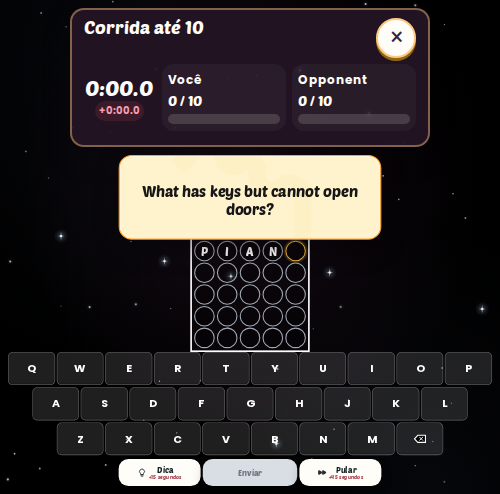 Corrida até 10
×
0:00.0
+0:00.0
Você
0 / 10
Opponent
0 / 10
What has keys but cannot open
doors?
P I A N
Q W E R T Y U I O P
A S D F G H J K L
Z X C V B N M
Dica
+15 segundos
Enviar
Pular
+45 segundos